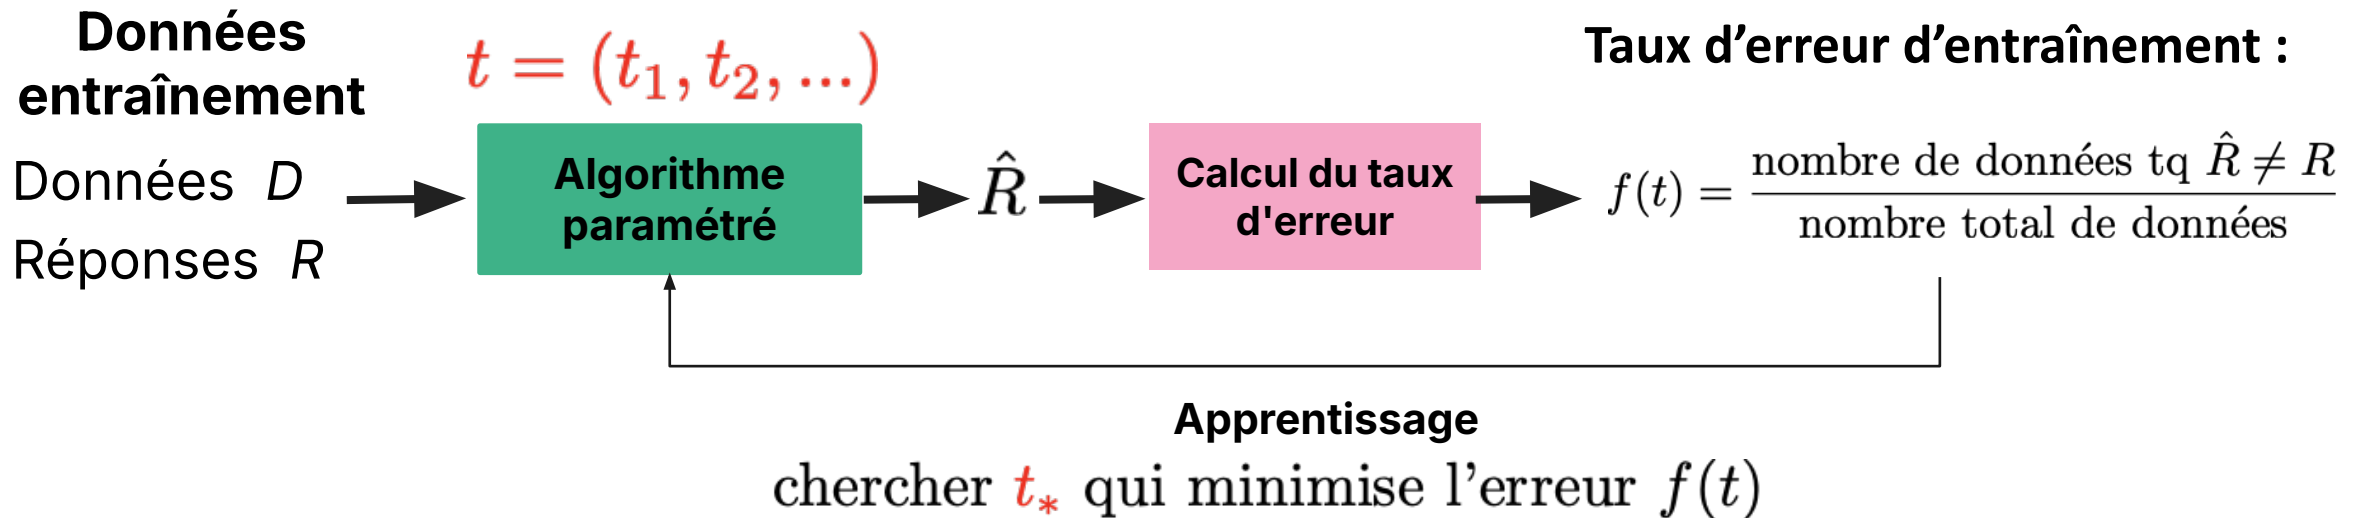 Données
entraînement
Données D
Réponses R
t = (t₁, t₂, ...)
Algorithme
paramétré
R̂
Calcul du taux
d'erreur
Taux d’erreur d’entraînement :
f(t) = nombre de données tq R̂ ≠ R
nombre total de données
Apprentissage
chercher t* qui minimise l’erreur f(t)